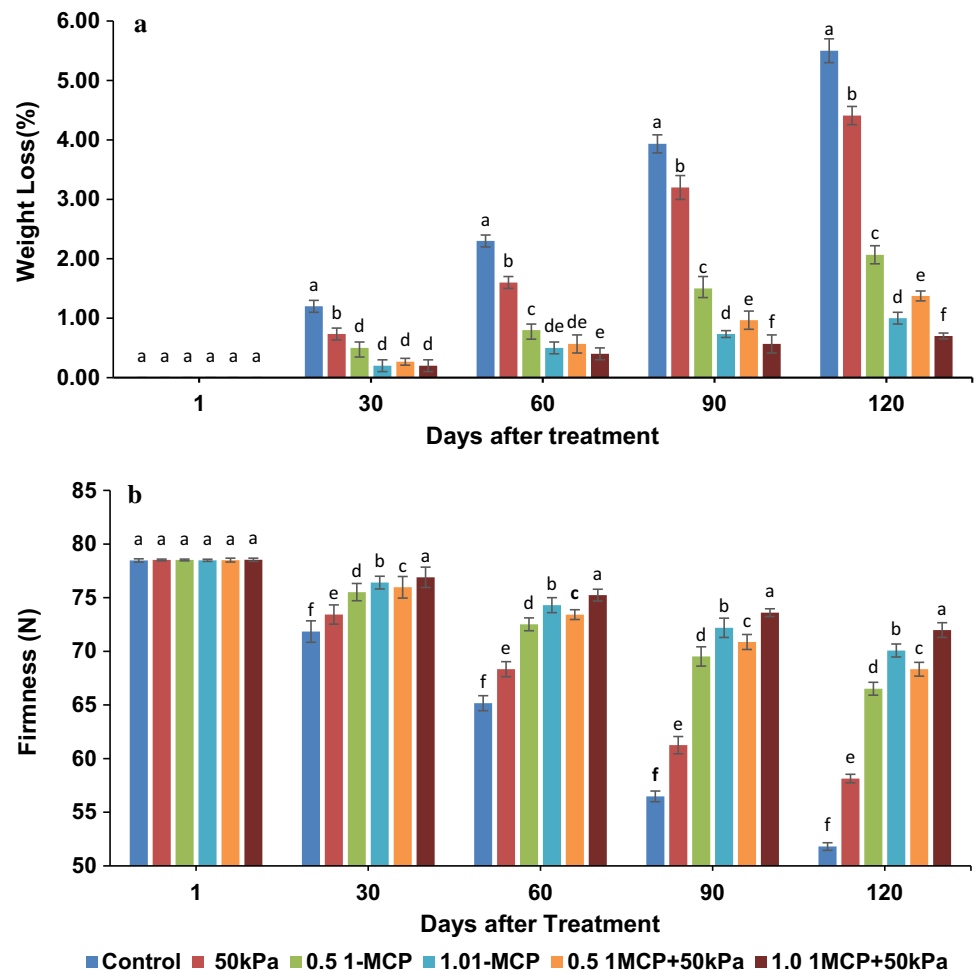 a
6.00
5.00
4.00
3.00
2.00
1.00
0.00
Weight Loss(%)
a a a a a a
a b d d d d
a b c de de e
a b c d e f
a b c d e f
1 30 60 90 120
Days after treatment
b
85
80
75
70
65
60
55
50
Firmness (N)
a a a a a a
f e d b c a
f e d b c a
f e d b c a
f e d b c a
1 30 60 90 120
Days after Treatment
Control 50kPa 0.5 1-MCP 1.01-MCP 0.5 1MCP+50kPa 1.0 1MCP+50kPa